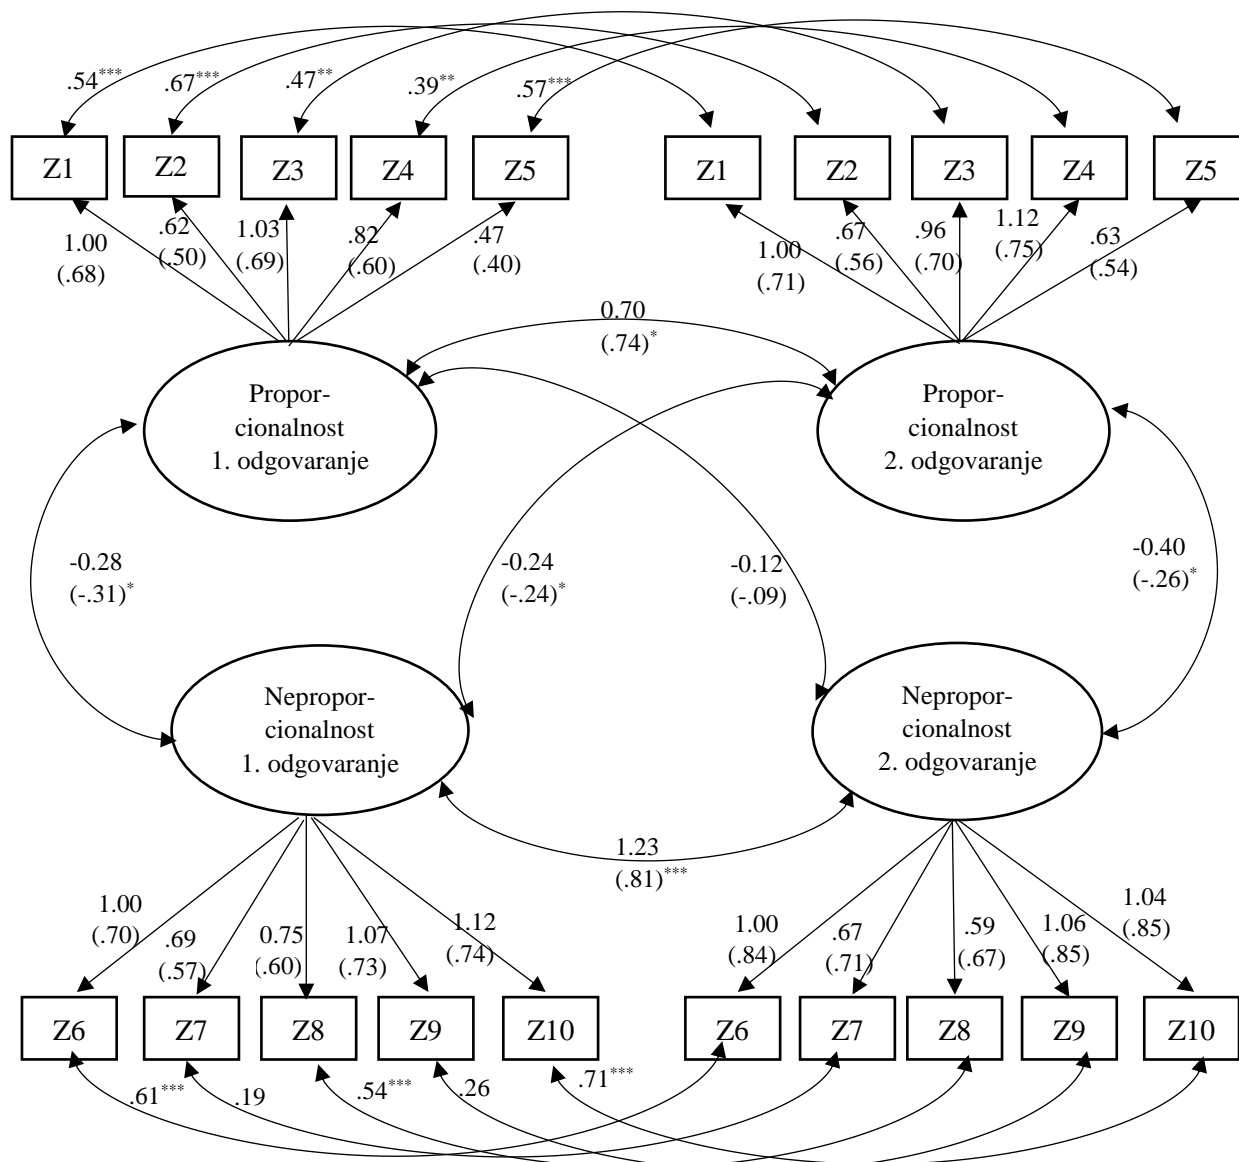 .54***
.67***
.47**
.39**
.57***
Z1
Z2
Z3
Z4
Z5
Z1
Z2
Z3
Z4
Z5
1.00
(.68)
.62
(.50)
1.03
(.69)
.82
(.60)
.47
(.40)
1.00
(.71)
.67
(.56)
.96
(.70)
1.12
(.75)
.63
(.54)
0.70
(.74)*
Propor-
cionalnost
1. odgovaranje
Propor-
cionalnost
2. odgovaranje
-0.28
(-.31)*
-0.24
(-.24)*
-0.12
(-.09)
-0.40
(-.26)*
Nepropor-
cionalnost
1. odgovaranje
Nepropor-
cionalnost
2. odgovaranje
1.23
(.81)***
1.00
(.70)
.69
(.57)
0.75
(.60)
1.07
(.73)
1.12
(.74)
1.00
(.84)
.67
(.71)
.59
(.67)
1.06
(.85)
1.04
(.85)
Z6
Z7
Z8
Z9
Z10
Z6
Z7
Z8
Z9
Z10
.61***
.19
.54***
.26
.71***